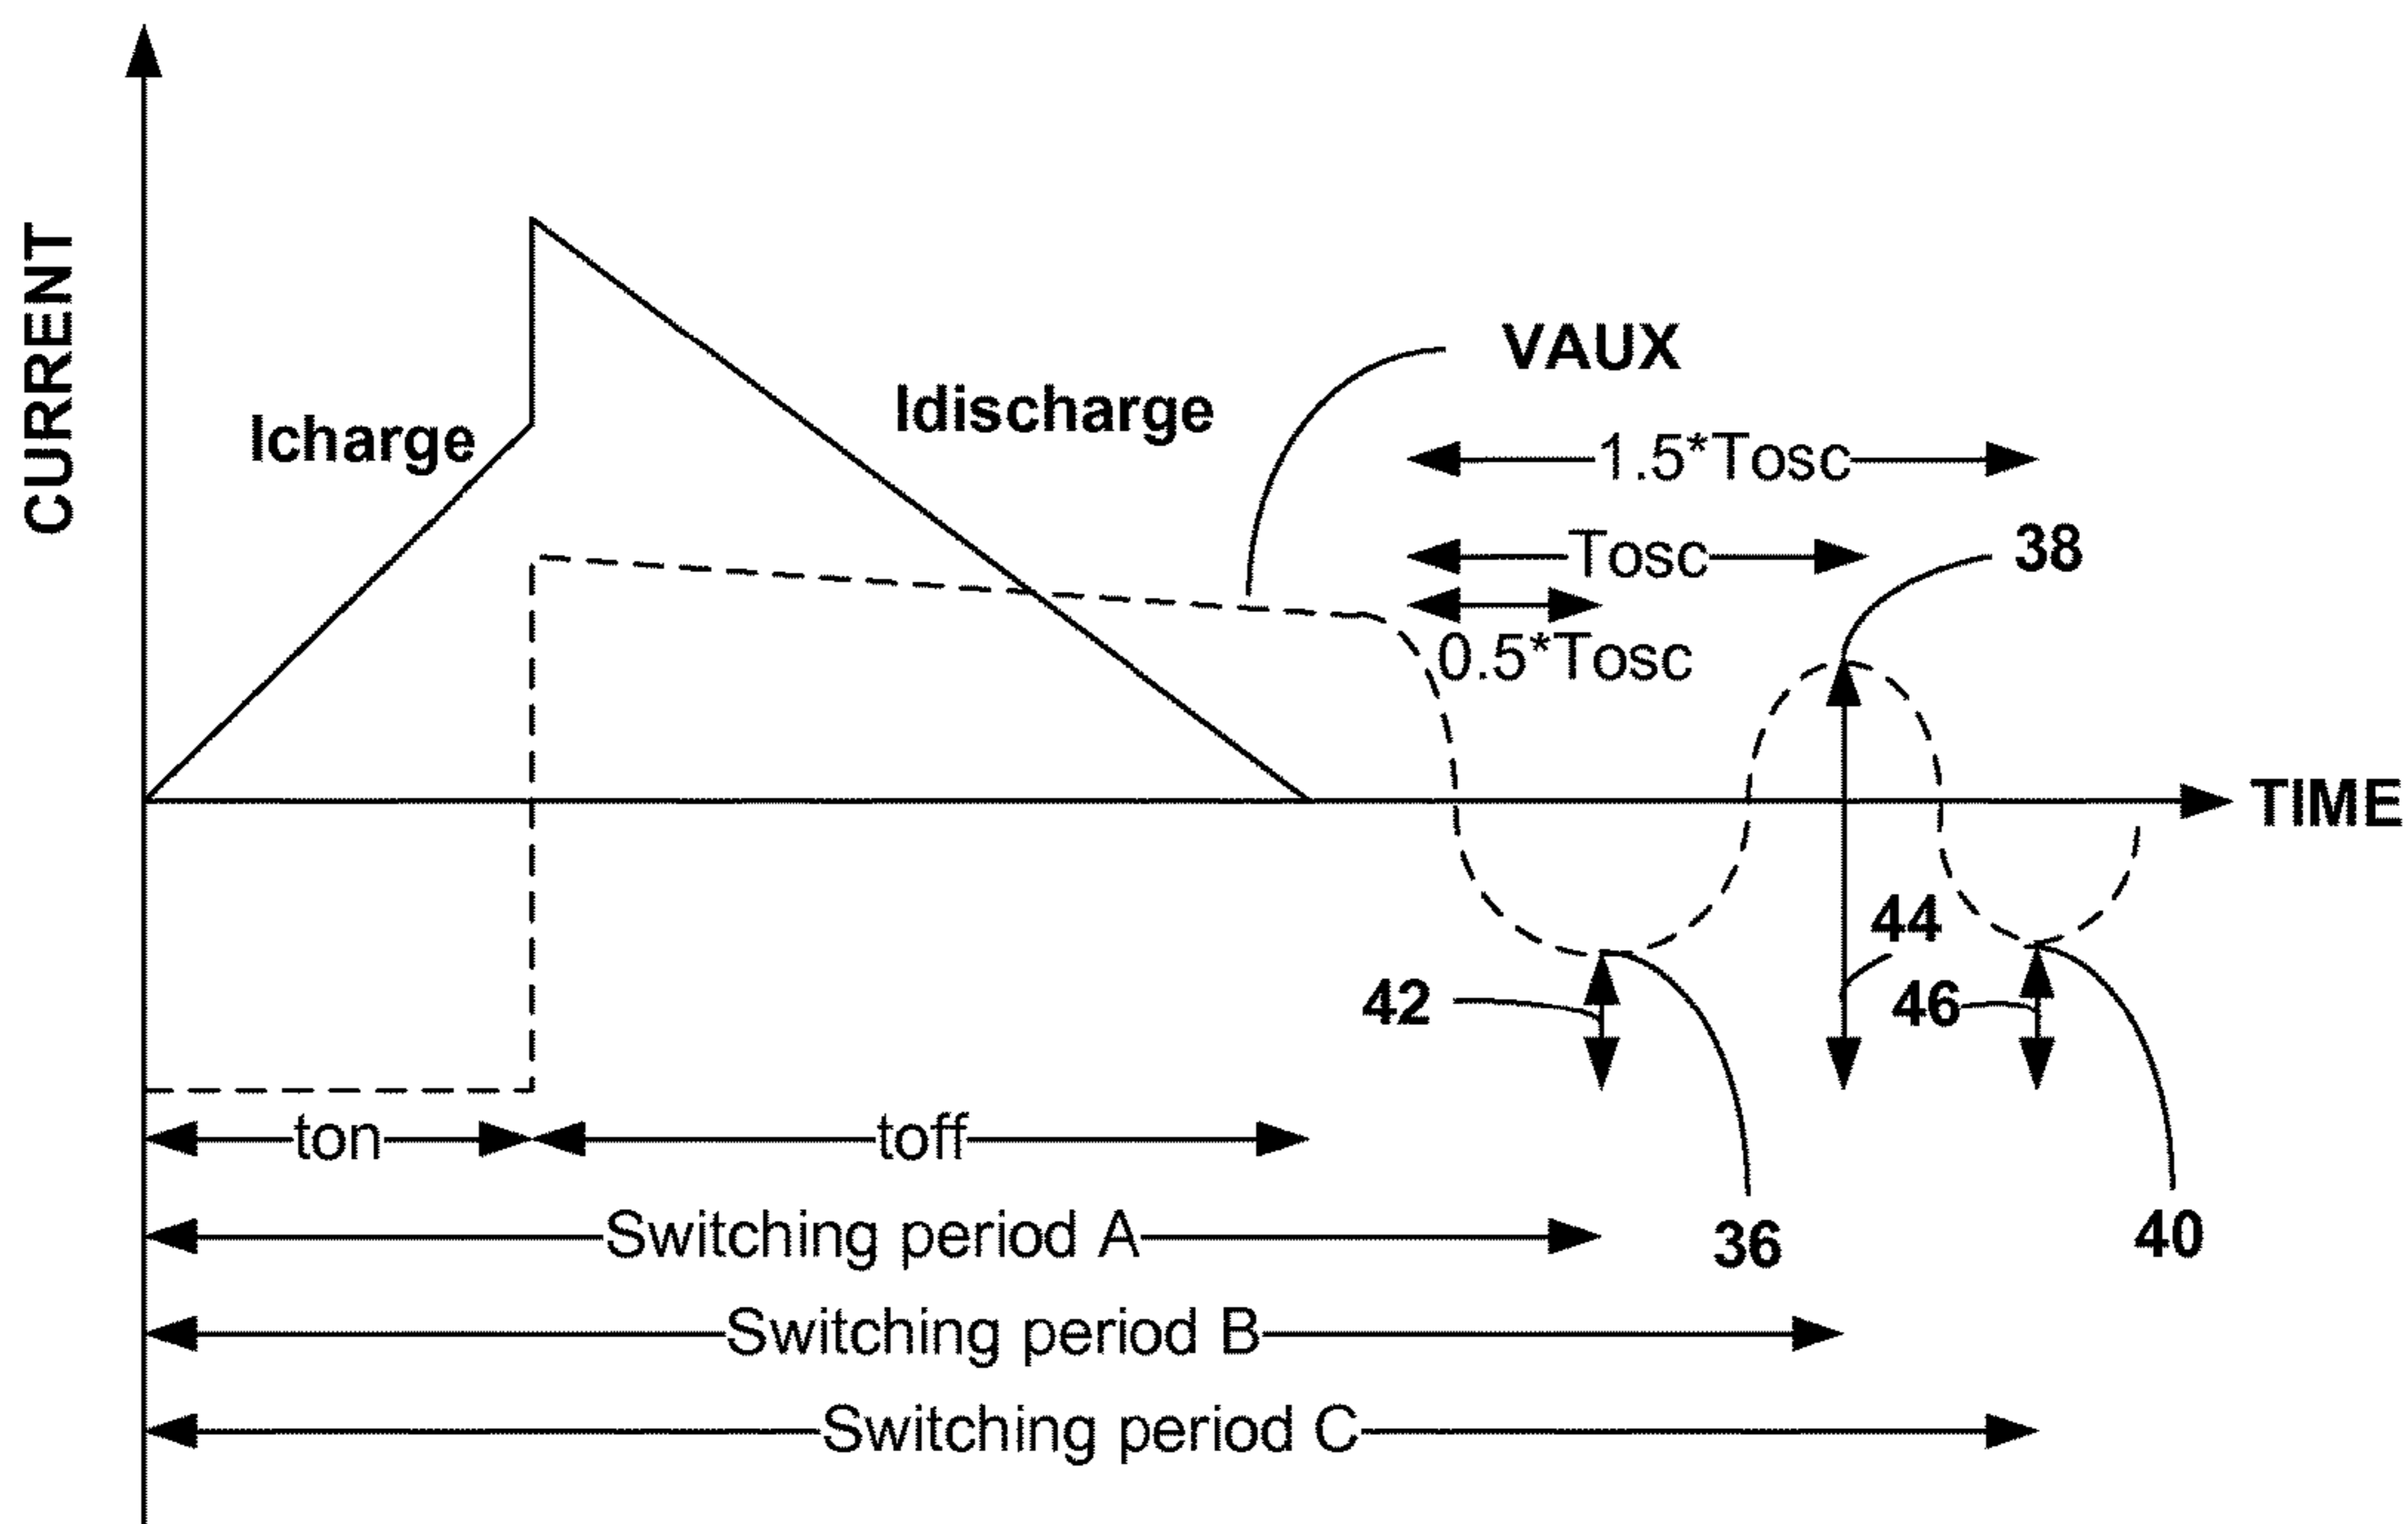 CURRENT
Icharge
Idischarge
VAUX
1.5*Tosc
Tosc
0.5*Tosc
38
TIME
44
42
46
ton
toff
Switching period A
36
40
Switching period B
Switching period C